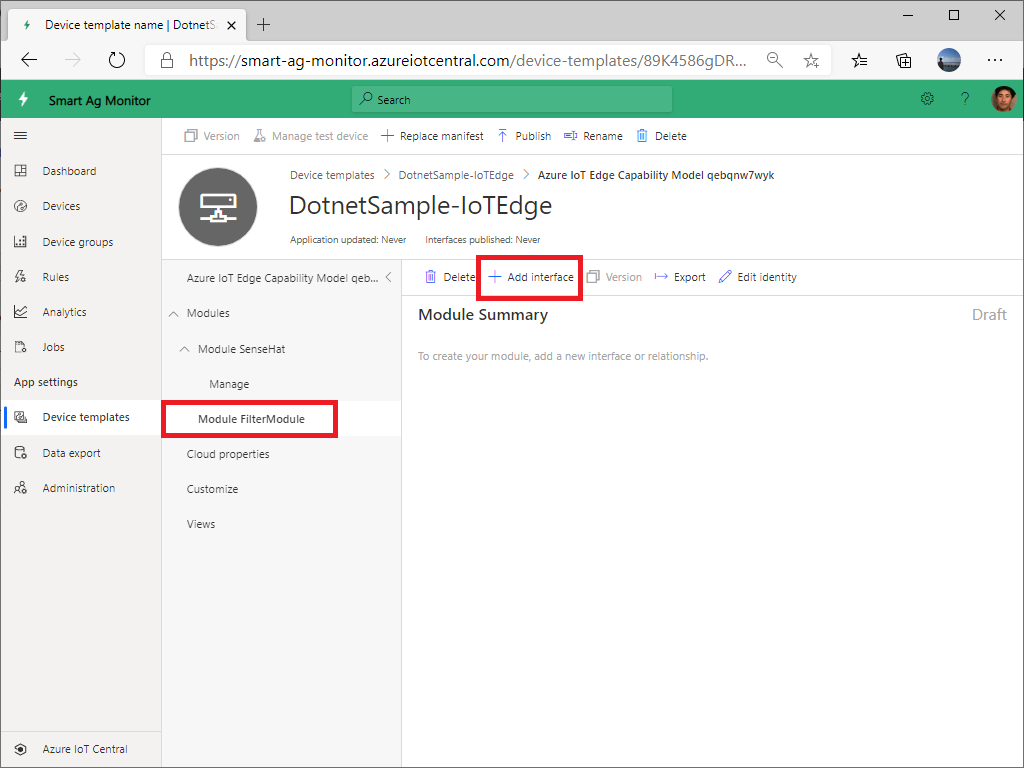 Device template name | DotnetS
https://smart-ag-monitor.azureiotcentral.com/device-templates/89K4586gDR...
Smart Ag Monitor
Search
?
Version
Manage test device
Replace manifest
Publish
Rename
Delete
Dashboard
Devices
Device groups
Rules
Analytics
Jobs
App settings
Device templates
Data export
Administration
Azure IoT Central
Device templates > DotnetSample-IoTEdge > Azure IoT Edge Capability Model qebqnw7wyk
DotnetSample-IoTEdge
Application updated: Never
Interfaces published: Never
Azure IoT Edge Capability Model qeb...
Modules
Module SenseHat
Manage
Module FilterModule
Cloud properties
Customize
Views
Delete
Add interface
Version
Export
Edit identity
Module Summary
Draft
To create your module, add a new interface or relationship.